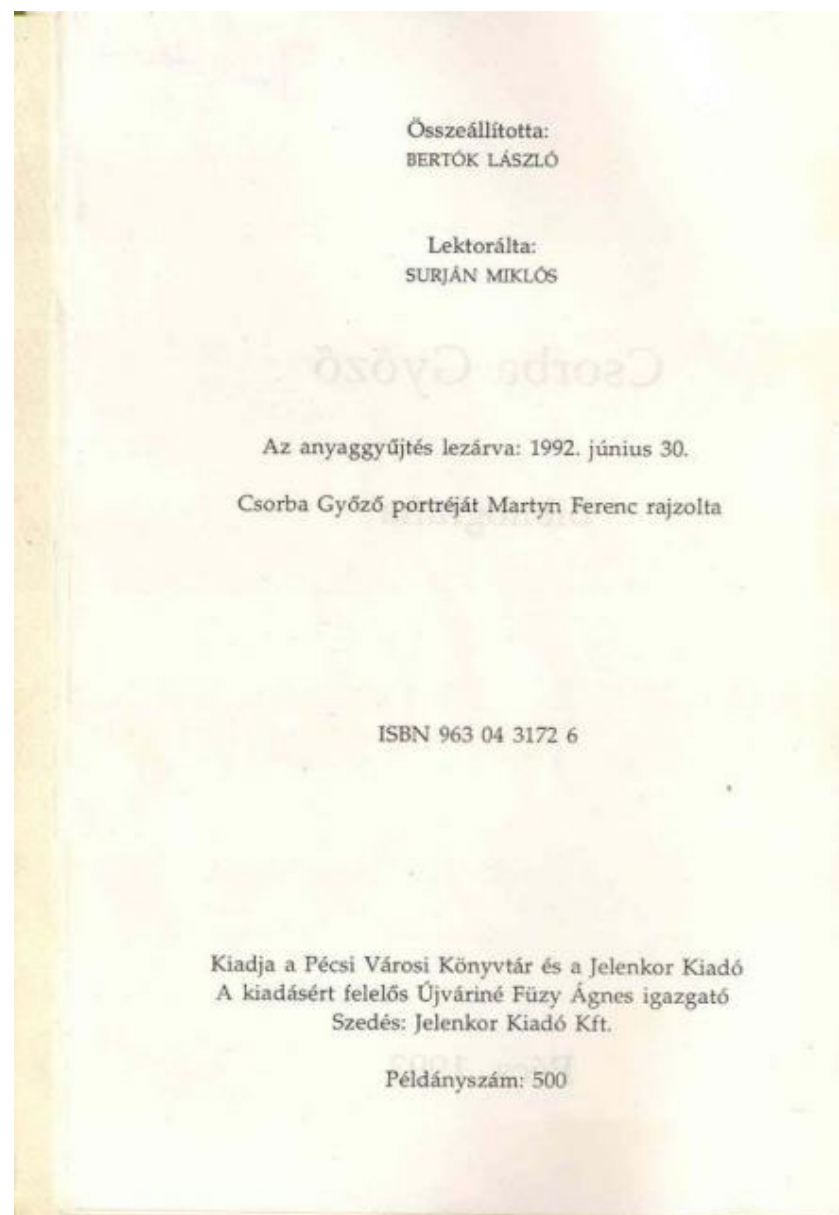 Összeállította:
BERTÓK LÁSZLÓ
Lektorálta:
SURJÁN MIKLÓS
Csorba Győző
Az anyaggyűjtés lezárva: 1992. június 30.
Csorba Győző portréját Martyn Ferenc rajzolta
ISBN 963 04 3172 6
Kiadja a Pécsi Városi Könyvtár és a Jelenkor Kiadó
A kiadásért felelős Újváriné Füzy Ágnes igazgató
Szedés: Jelenkor Kiadó Kft.
Példányszám: 500